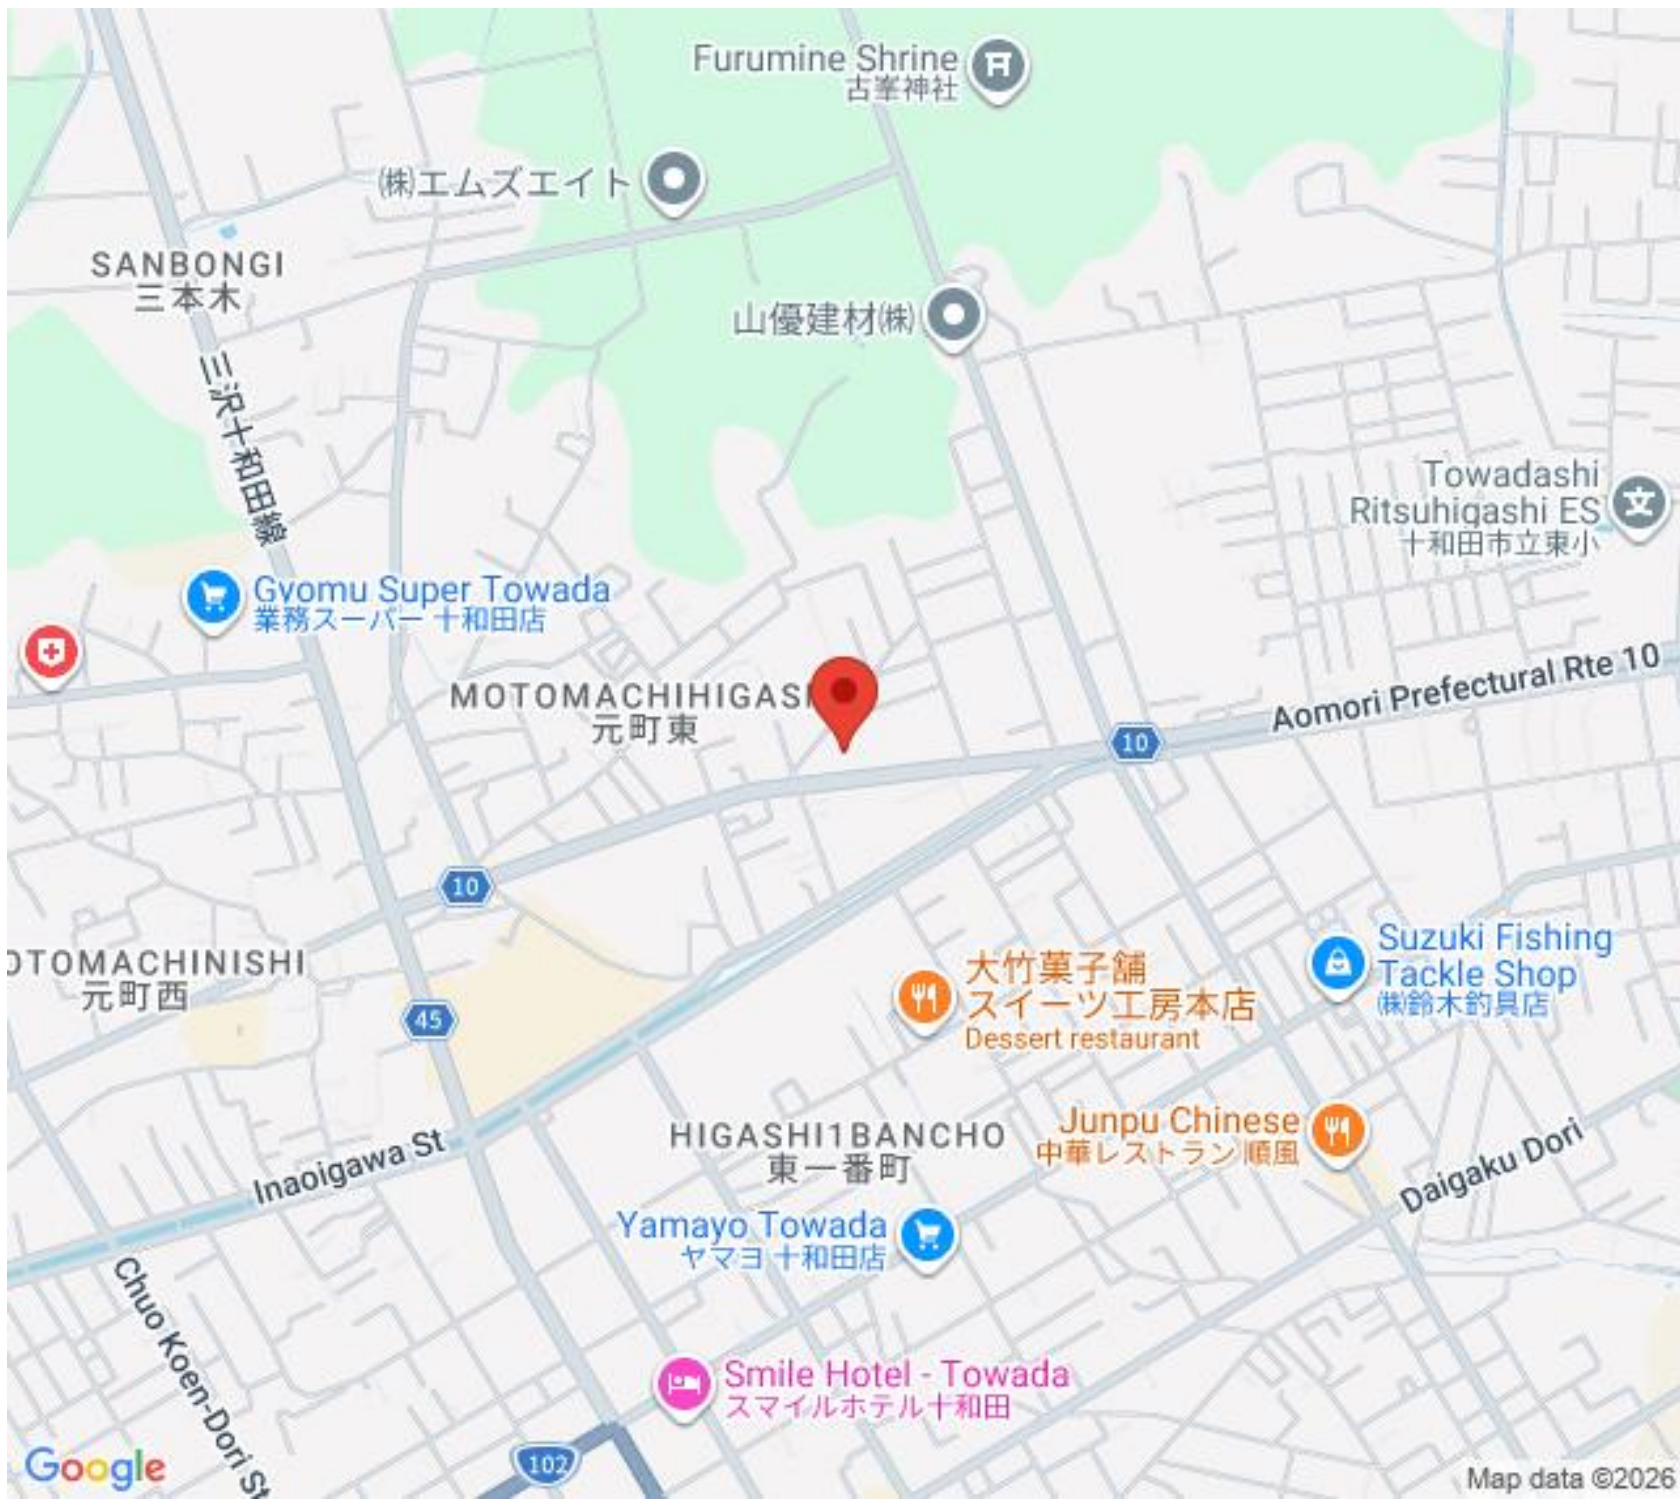 Furumine Shrine
古峯神社
㈱エムズエイト
SANBONGI
三本木
山優建材㈱
三沢十和田線
Towadashi
Ritsuhigashi ES
十和田市立東小
Gyomu Super Towada
業務スーパー 十和田店
MOTOMACHIHIGASI
元町東
Aomori Prefectural Rte 10
10
10
OTOMACHINISHI
元町西
45
大竹菓子舗
スイーツ工房本店
Dessert restaurant
Suzuki Fishing
Tackle Shop
㈱鈴木釣具店
HIGASHI1BANCHO
東一番町
Junpu Chinese
中華レストラン 順風
Inaoigawa St
Daigaku Dori
Yamayo Towada
ヤマヨ 十和田店
Chuo Koen-Dori St
Smile Hotel - Towada
スマイルホテル十和田
102
Google
Map data ©2026